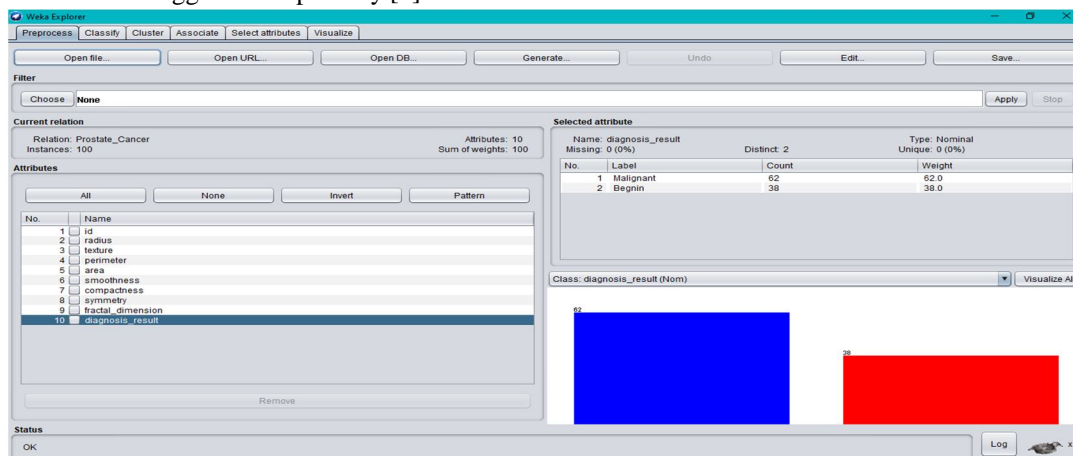 Weka Explorer
Preprocess Classify Cluster Associate Select attributes Visualize
Open file... Open URL... Open DB... Generate... Undo Edit... Save...
Filter
Choose None Apply Stop
Current relation
Relation: Prostate_Cancer Attributes: 10
Instances: 100 Sum of weights: 100
Attributes
All None Invert Pattern
No. Name
1 id
2 radius
3 texture
4 perimeter
5 area
6 smoothness
7 compactness
8 symmetry
9 fractal_dimension
10 diagnosis_result
Remove
Selected attribute
Name: diagnosis_result Type: Nominal
Missing: 0 (0%) Distinct: 2 Unique: 0 (0%)
No. Label Count Weight
1 Malignant 62 62.0
2 Begnin 38 38.0
Class: diagnosis_result (Nom) Visualize Al
62
38
Status
OK Log x